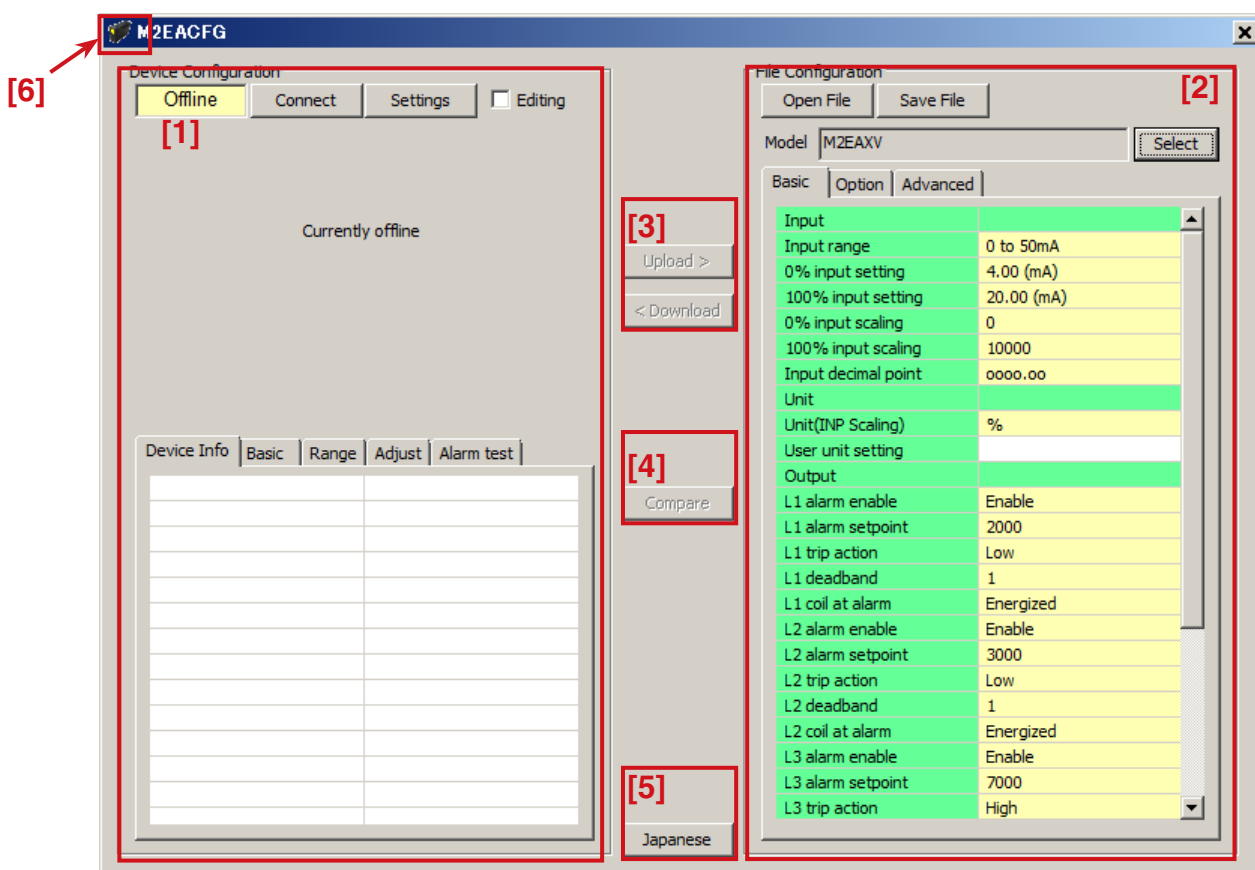 M2EACFG
[6]
Device Configuration
Offline Connect Settings Editing
[1]
Currently offline
Device Info Basic Range Adjust Alarm test
[3]
Upload >
< Download
[4]
Compare
[5]
Japanese
File Configuration
[2]
Open File Save File
Model M2EAXV Select
Basic Option Advanced
Input
Input range 0 to 50mA
0% input setting 4.00 (mA)
100% input setting 20.00 (mA)
0% input scaling 0
100% input scaling 10000
Input decimal point oooo.oo
Unit
Unit(INP Scaling) %
User unit setting
Output
L1 alarm enable Enable
L1 alarm setpoint 2000
L1 trip action Low
L1 deadband 1
L1 coil at alarm Energized
L2 alarm enable Enable
L2 alarm setpoint 3000
L2 trip action Low
L2 deadband 1
L2 coil at alarm Energized
L3 alarm enable Enable
L3 alarm setpoint 7000
L3 trip action High